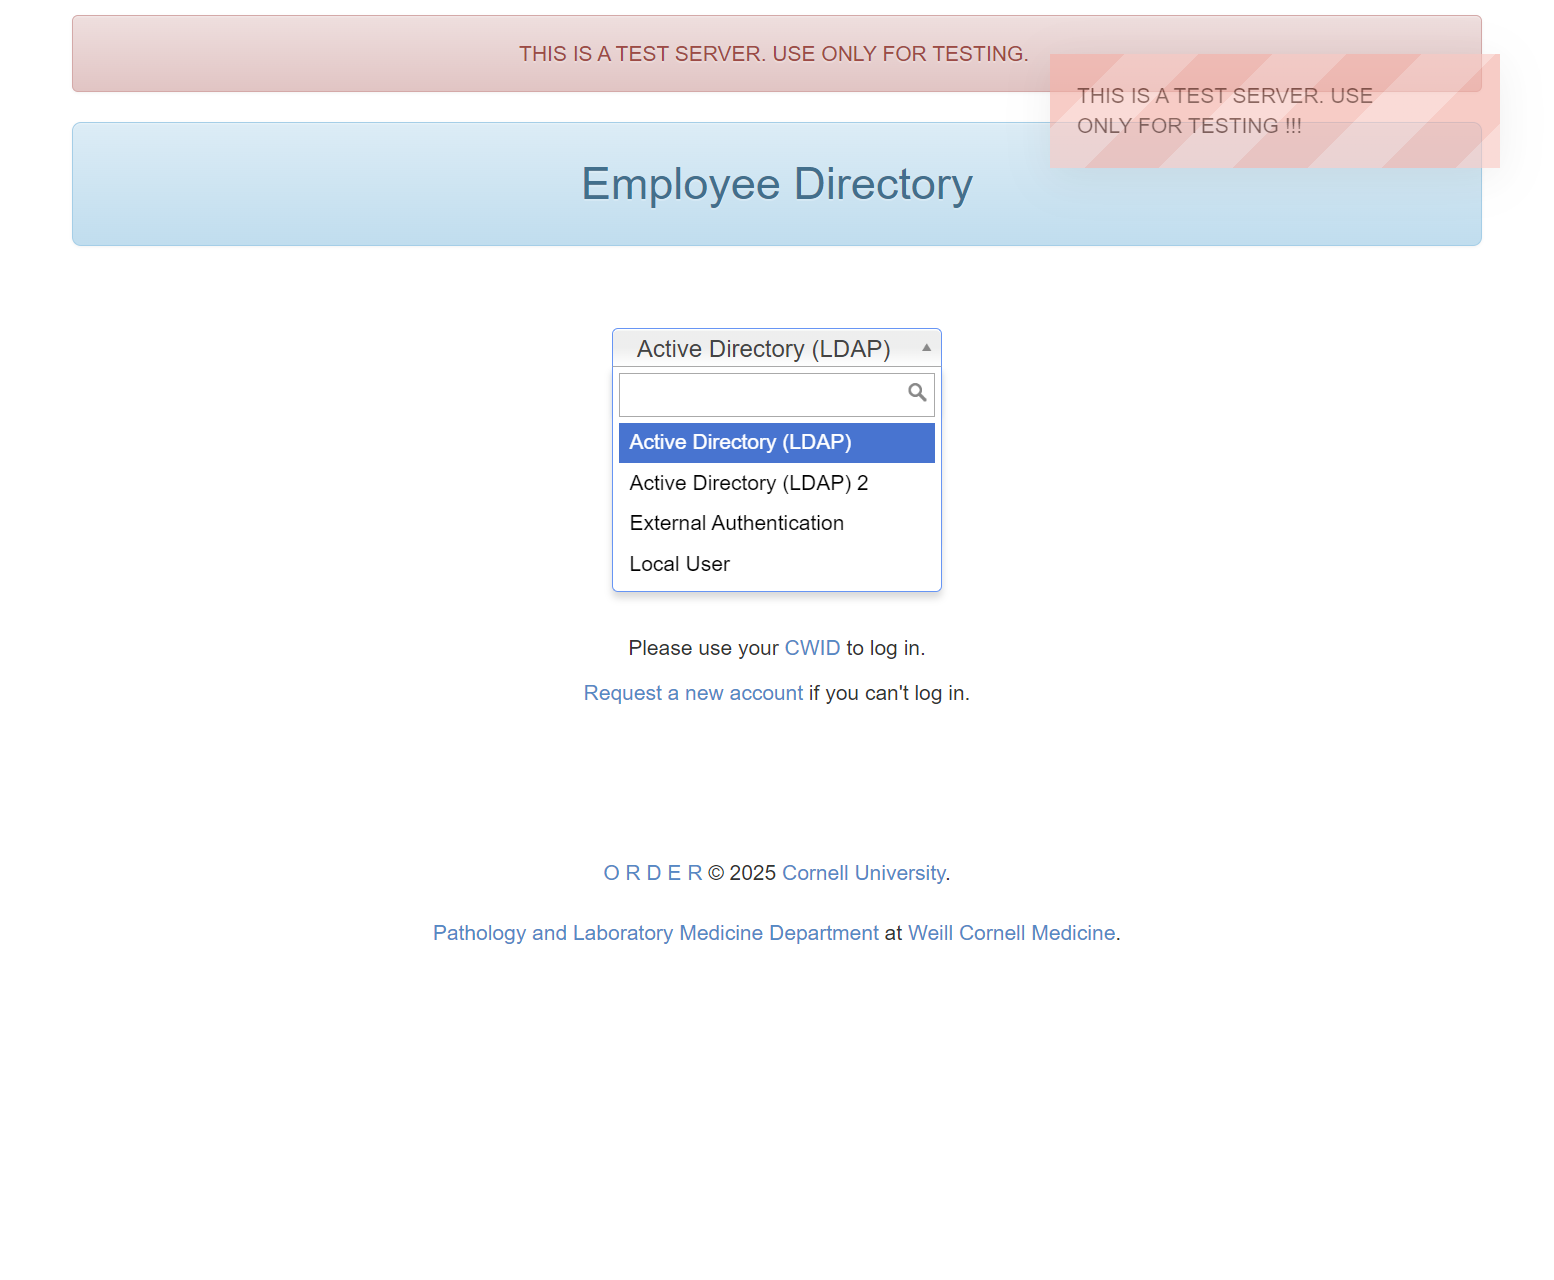 THIS IS A TEST SERVER. USE ONLY FOR TESTING.
THIS IS A TEST SERVER. USE
ONLY FOR TESTING !!!
Employee Directory
Active Directory (LDAP)
Active Directory (LDAP)
Active Directory (LDAP) 2
External Authentication
Local User
Please use your CWID to log in.
Request a new account if you can't log in.
O R D E R © 2025 Cornell University.
Pathology and Laboratory Medicine Department at Weill Cornell Medicine.